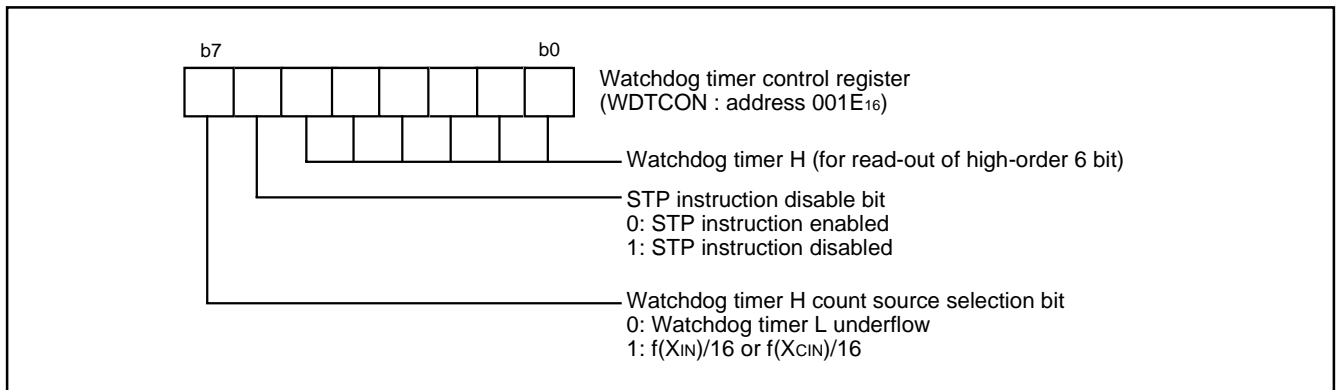 b7 b0
Watchdog timer control register
(WDTCON : address 001E16)
Watchdog timer H (for read-out of high-order 6 bit)
STP instruction disable bit
0: STP instruction enabled
1: STP instruction disabled
Watchdog timer H count source selection bit
0: Watchdog timer L underflow
1: f(XIN)/16 or f(XCIN)/16